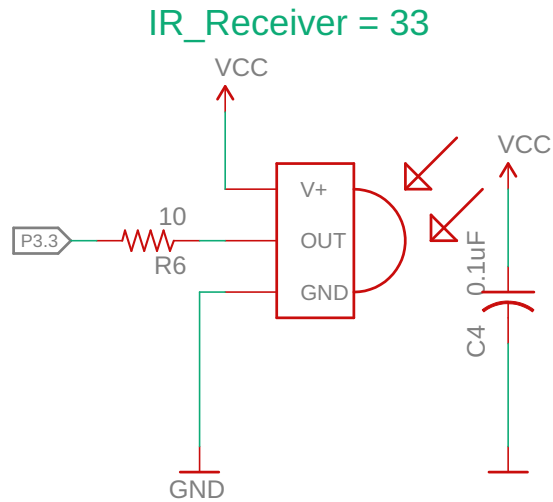 IR_Receiver = 33
VCC
VCC
V+
10
P3.3
OUT
R6
0.1uF
GND
C4
GND